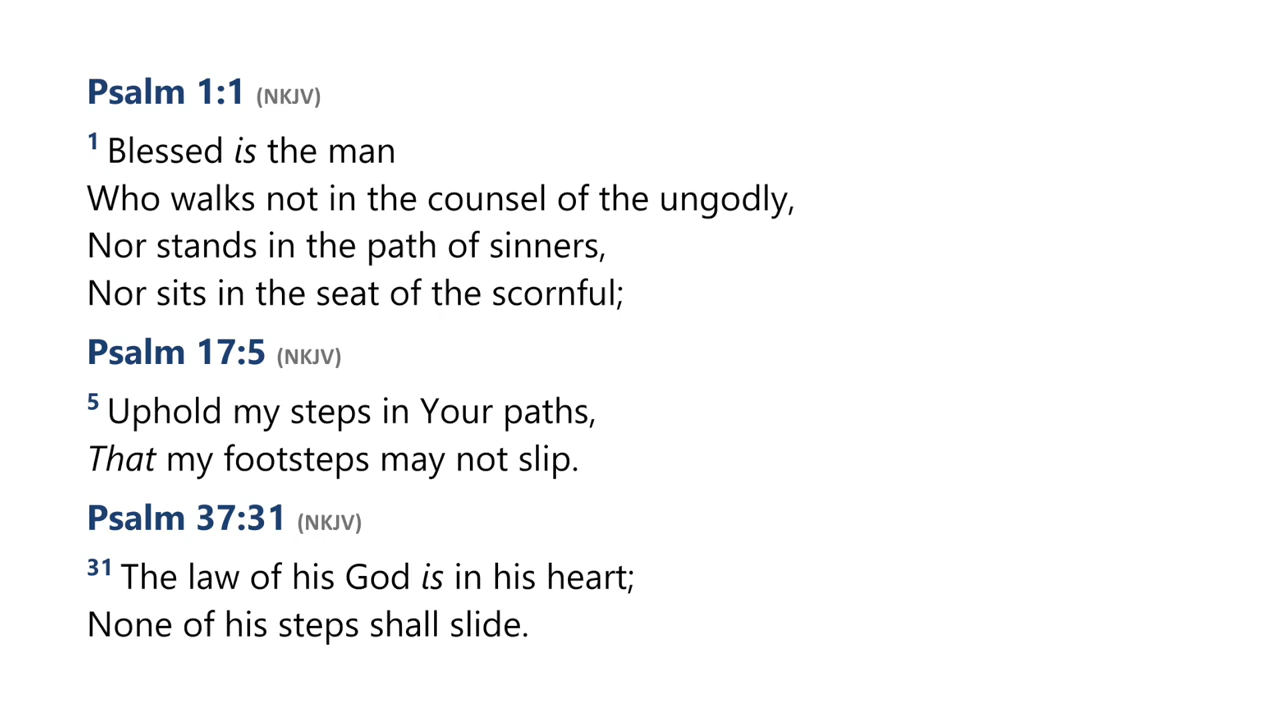 Psalm 1:1 (NKJV)
1 Blessed is the man
Who walks not in the counsel of the ungodly,
Nor stands in the path of sinners,
Nor sits in the seat of the scornful;
Psalm 17:5 (NKJV)
5 Uphold my steps in Your paths,
That my footsteps may not slip.
Psalm 37:31 (NKJV)
31 The law of his God is in his heart;
None of his steps shall slide.